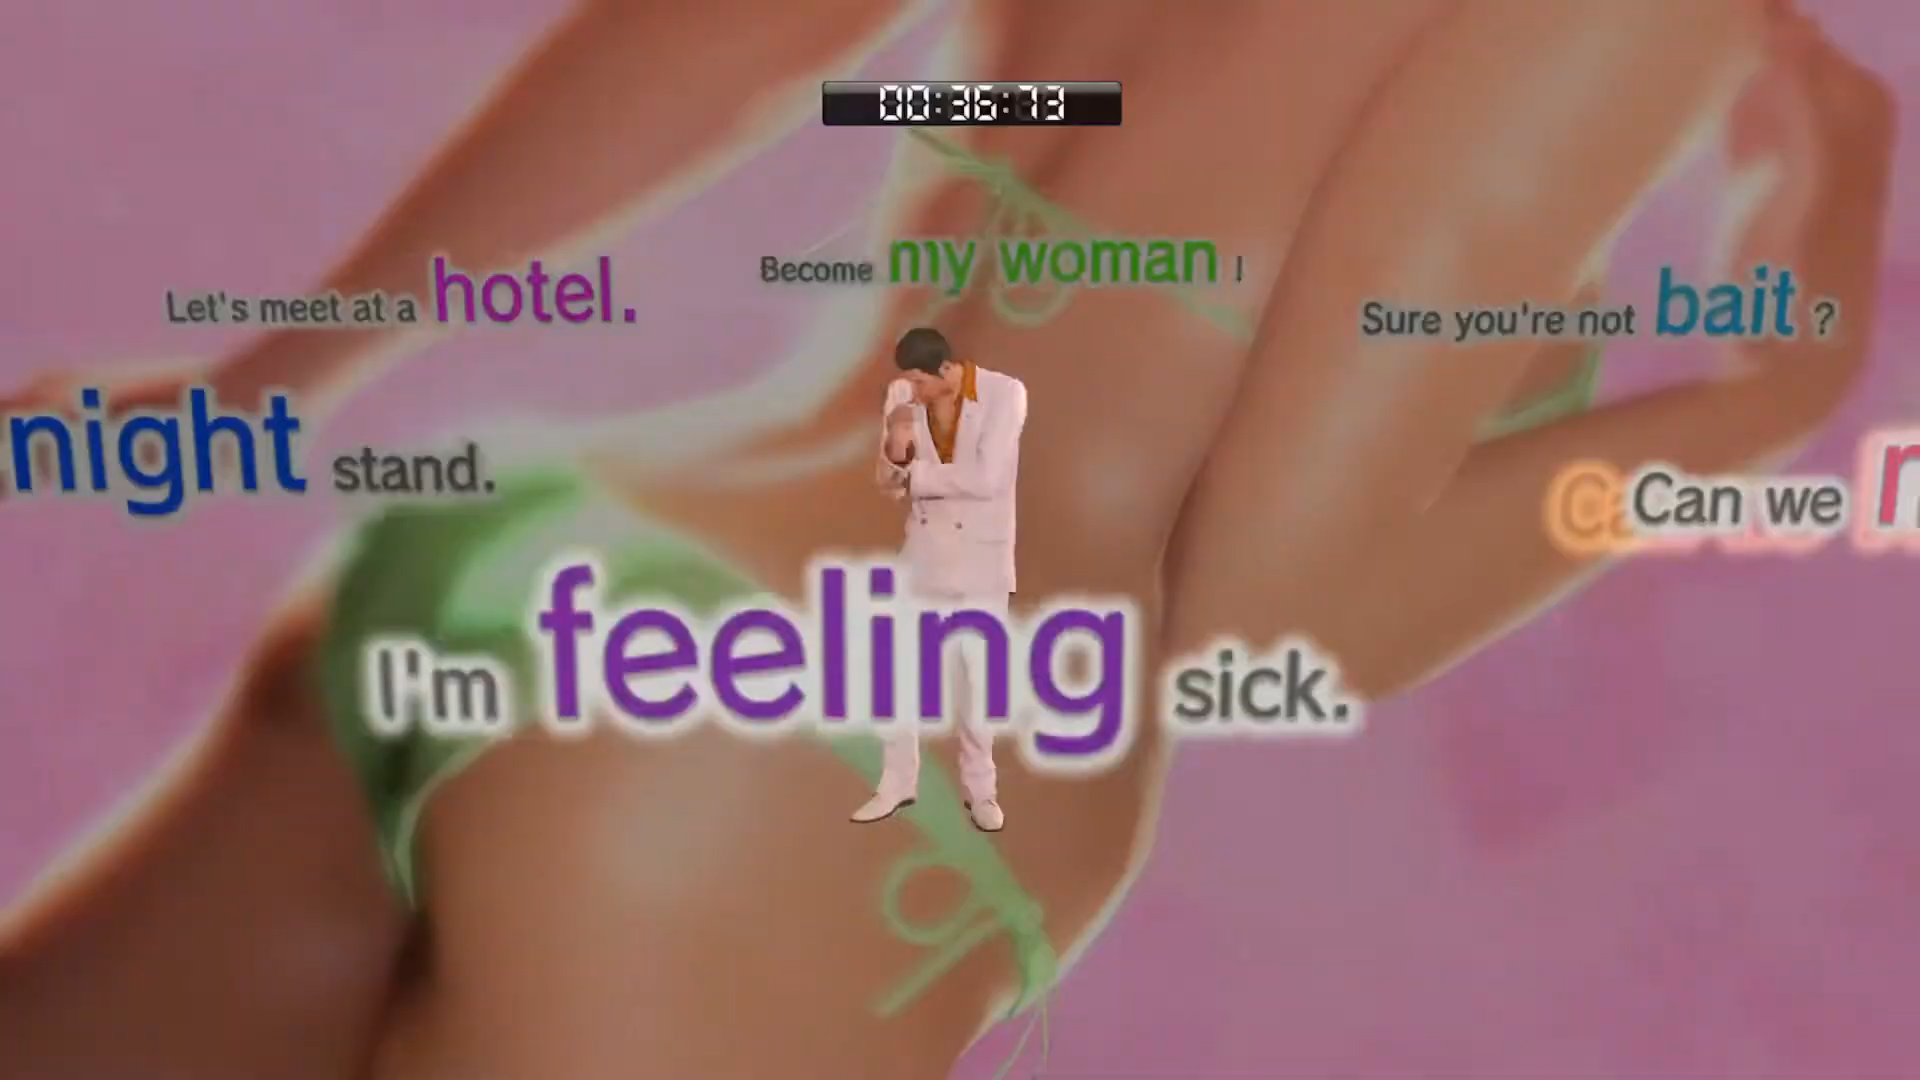 00:36:73
Become my woman !
Let's meet at a hotel.
Sure you're not bait ?
night stand.
Can we
I'm feeling sick.